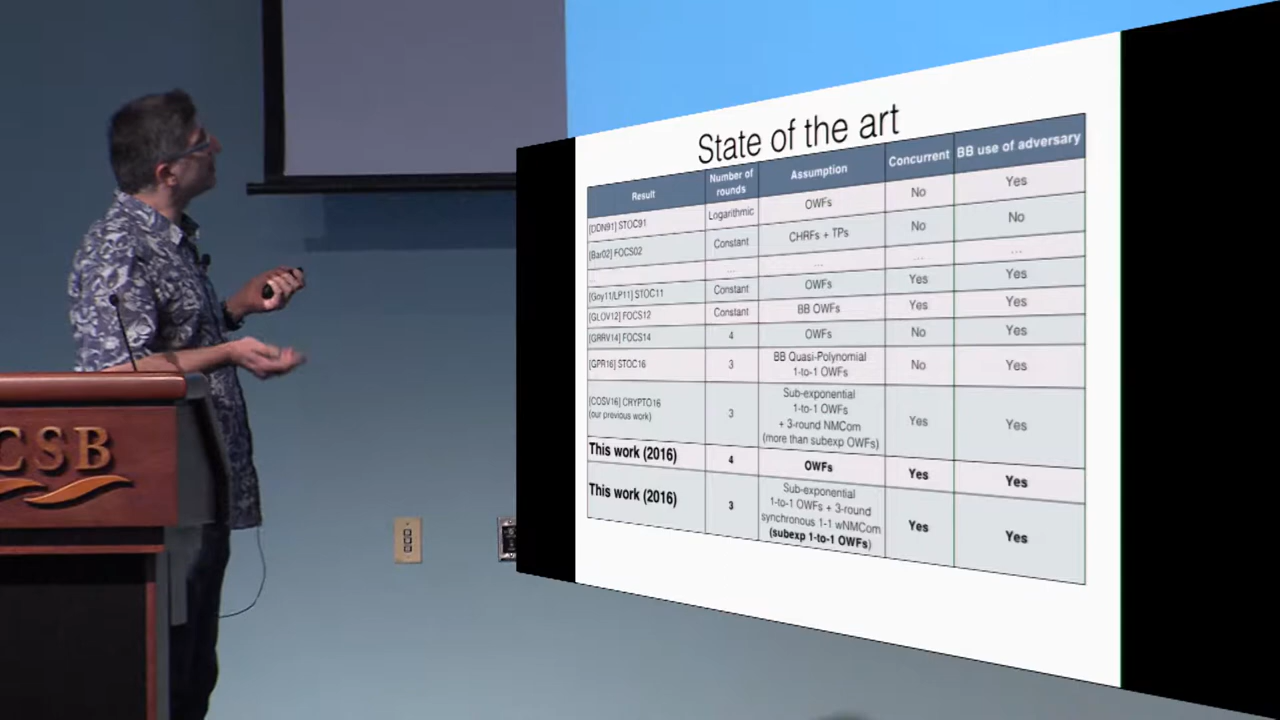 State of the art
Result Number of rounds Assumption Concurrent BB use of adversary
[DDN91] STOC91 Logarithmic OWFs No Yes
[Bar02] FOCS02 Constant CHRFs + TPs No No
... ... ... ... ...
[Goy11/LP11] STOC11 Constant OWFs Yes Yes
[GLOV12] FOCS12 Constant BB OWFs Yes Yes
[GRRV14] FOCS14 4 OWFs No Yes
[GPR16] STOC16 3 BB Quasi-Polynomial 1-to-1 OWFs No Yes
[COSV16] CRYPTO16 (our previous work) 3 Sub-exponential 1-to-1 OWFs + 3-round NMCom (more than subexp OWFs) Yes Yes
This work (2016) 4 OWFs Yes Yes
This work (2016) 3 Sub-exponential 1-to-1 OWFs + 3-round synchronous 1-1 wNMCom (subexp 1-to-1 OWFs) Yes Yes
CSB